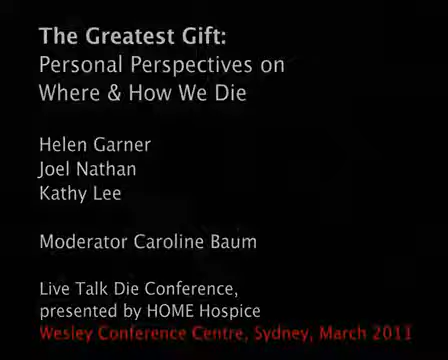 The Greatest Gift:
Personal Perspectives on
Where & How We Die
Helen Garner
Joel Nathan
Kathy Lee
Moderator Caroline Baum
Live Talk Die Conference,
presented by HOME Hospice
Wesley Conference Centre, Sydney, March 2011